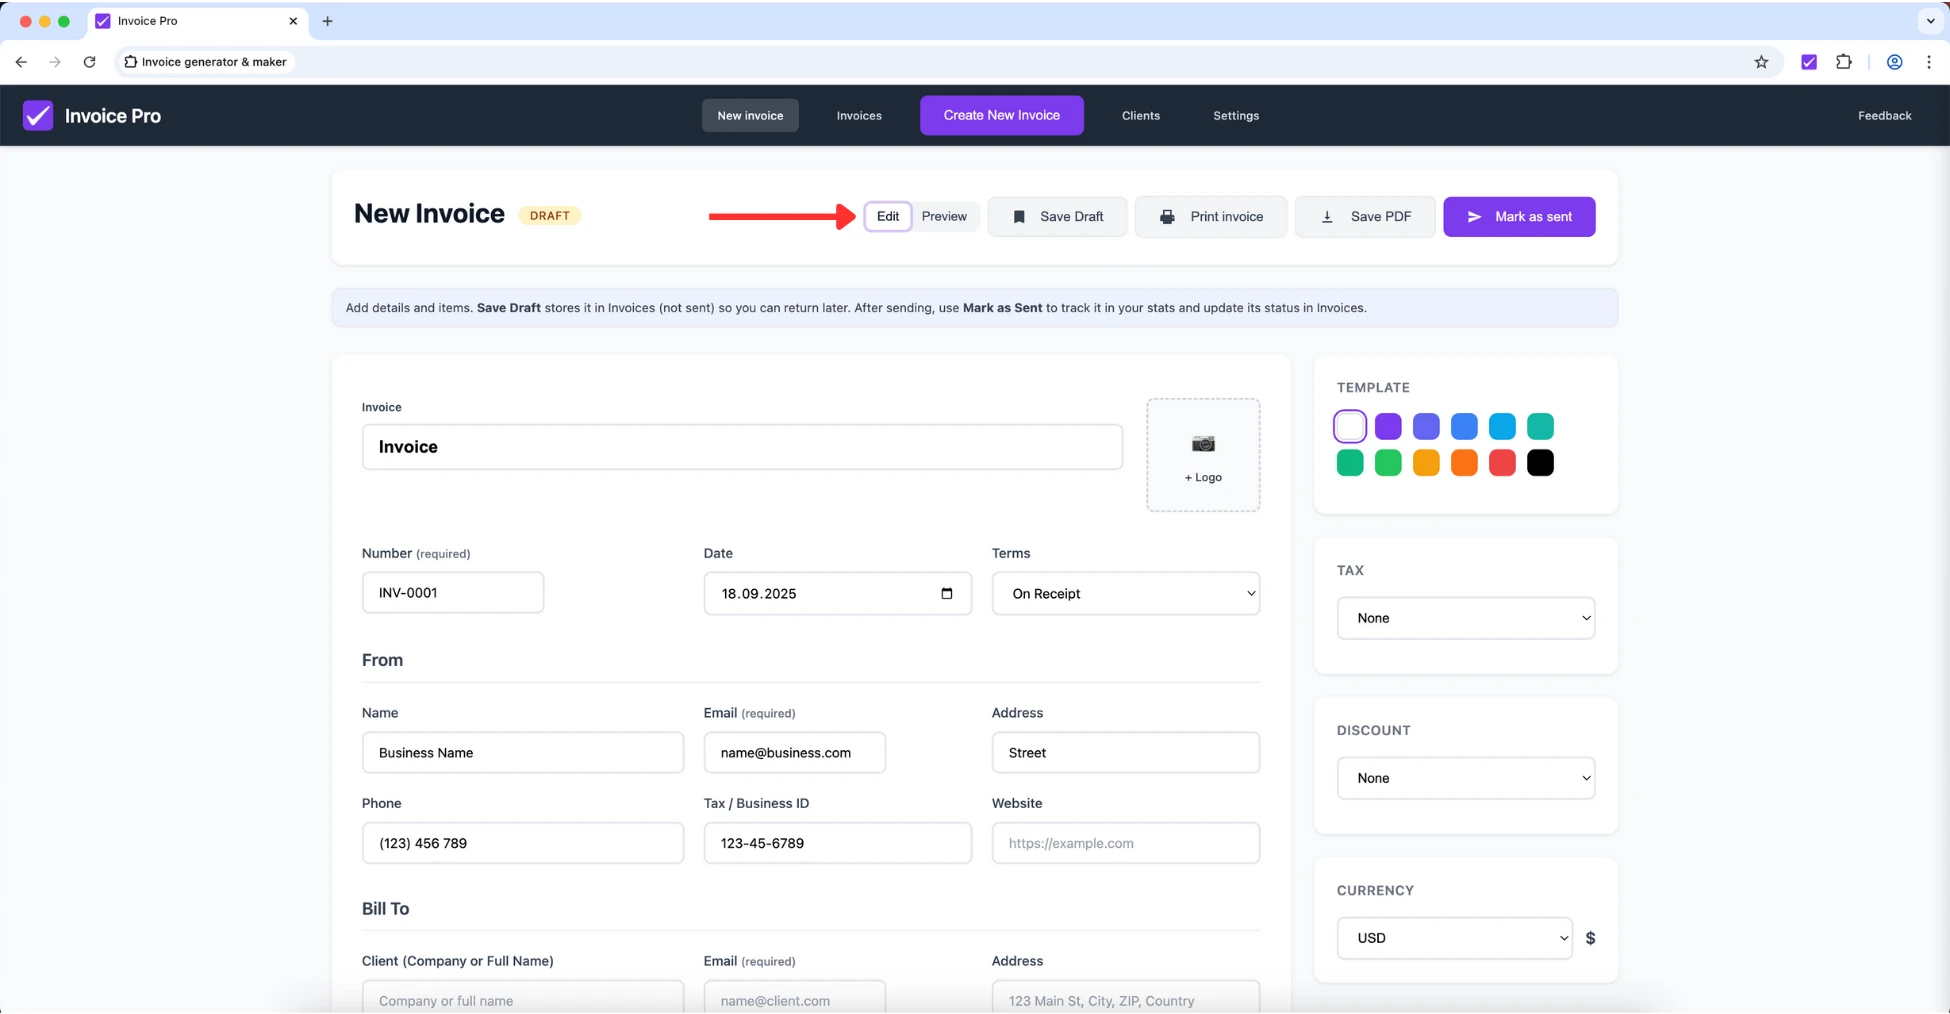 Invoice Pro
Invoice generator & maker
Invoice Pro
New invoice
Invoices
Create New Invoice
Clients
Settings
Feedback
New Invoice
DRAFT
Edit
Preview
Save Draft
Print invoice
Save PDF
Mark as sent
Add details and items. Save Draft stores it in Invoices (not sent) so you can return later. After sending, use Mark as Sent to track it in your stats and update its status in Invoices.
Invoice
Invoice
+ Logo
Number (required)
INV-0001
Date
18.09.2025
Terms
On Receipt
From
Name
Business Name
Email (required)
name@business.com
Address
Street
Phone
(123) 456 789
Tax / Business ID
123-45-6789
Website
https://example.com
Bill To
Client (Company or Full Name)
Company or full name
Email (required)
name@client.com
Address
123 Main St, City, ZIP, Country
TEMPLATE
TAX
None
DISCOUNT
None
CURRENCY
USD
$